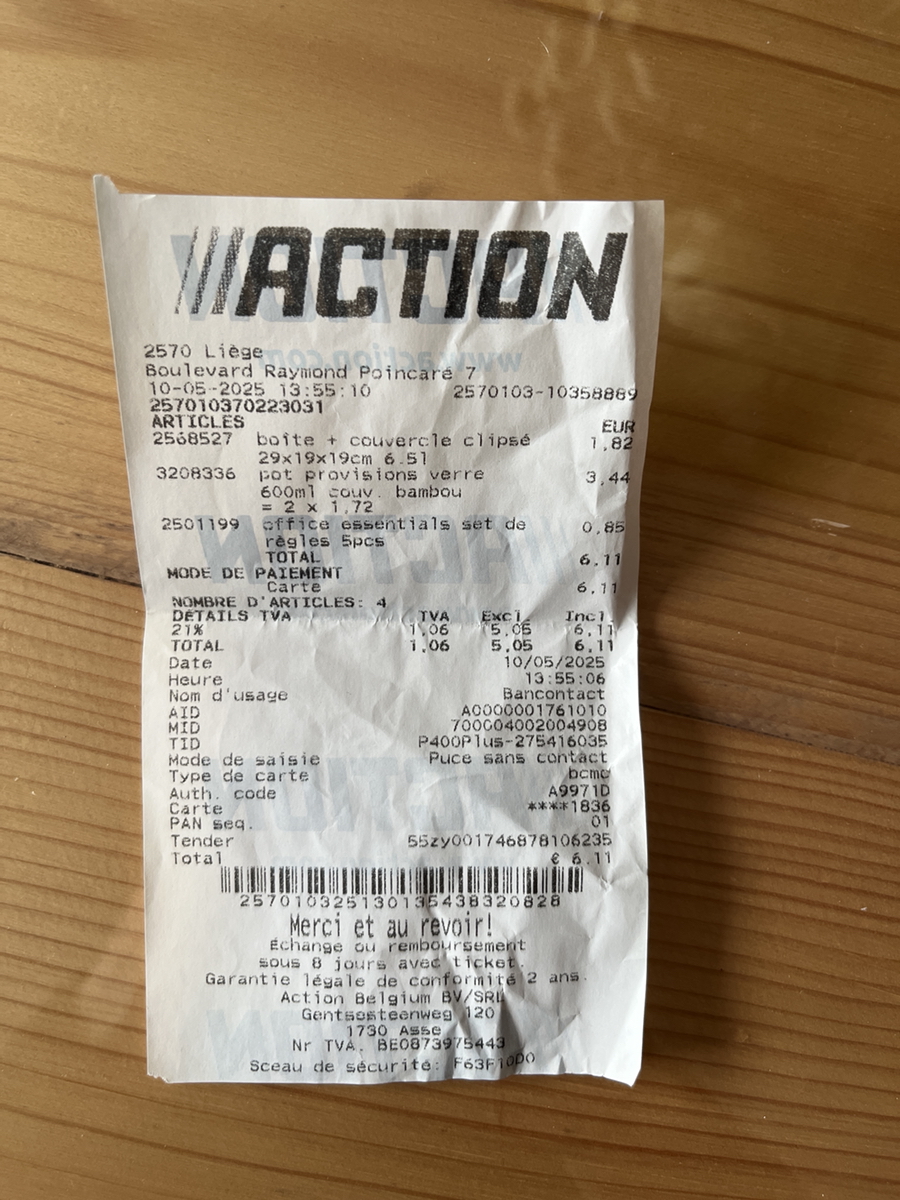 ///ACTION
2570 Liège
Boulevard Raymond Poincaré 7
10-05-2025 13:55:10 2570103-10358889
257010370223031
ARTICLES EUR
2568527 boîte + couvercle clipsé 1,82
29x19x19cm 6.5l
3208336 pot provisions verre 3,44
600ml couv. bambou
= 2 x 1,72
2501199 office essentials set de 0,85
règles 5pcs
TOTAL 6,11
MODE DE PAIEMENT
Carte 6,11
NOMBRE D'ARTICLES: 4
DÉTAILS TVA TVA Excl. Incl.
21% 1,06 5,05 6,11
TOTAL 1,06 5,05 6,11
Date 10/05/2025
Heure 13:55:06
Nom d'usage Bancontact
AID A0000001761010
MID 700004002004908
TID P400Plus-275416035
Mode de saisie Puce sans contact
Type de carte bcmc
Auth. code A9971D
Carte ****1836
PAN seq. 01
Tender 55zy001746878106235
Total € 6.11
257010325130135438320828
Merci et au revoir!
Échange ou remboursement
sous 8 jours avec ticket.
Garantie légale de conformité 2 ans.
Action Belgium BV/SRL
Gentsesteenweg 120
1730 Asse
Nr TVA. BE0873975443
Sceau de sécurité: F63F10D0